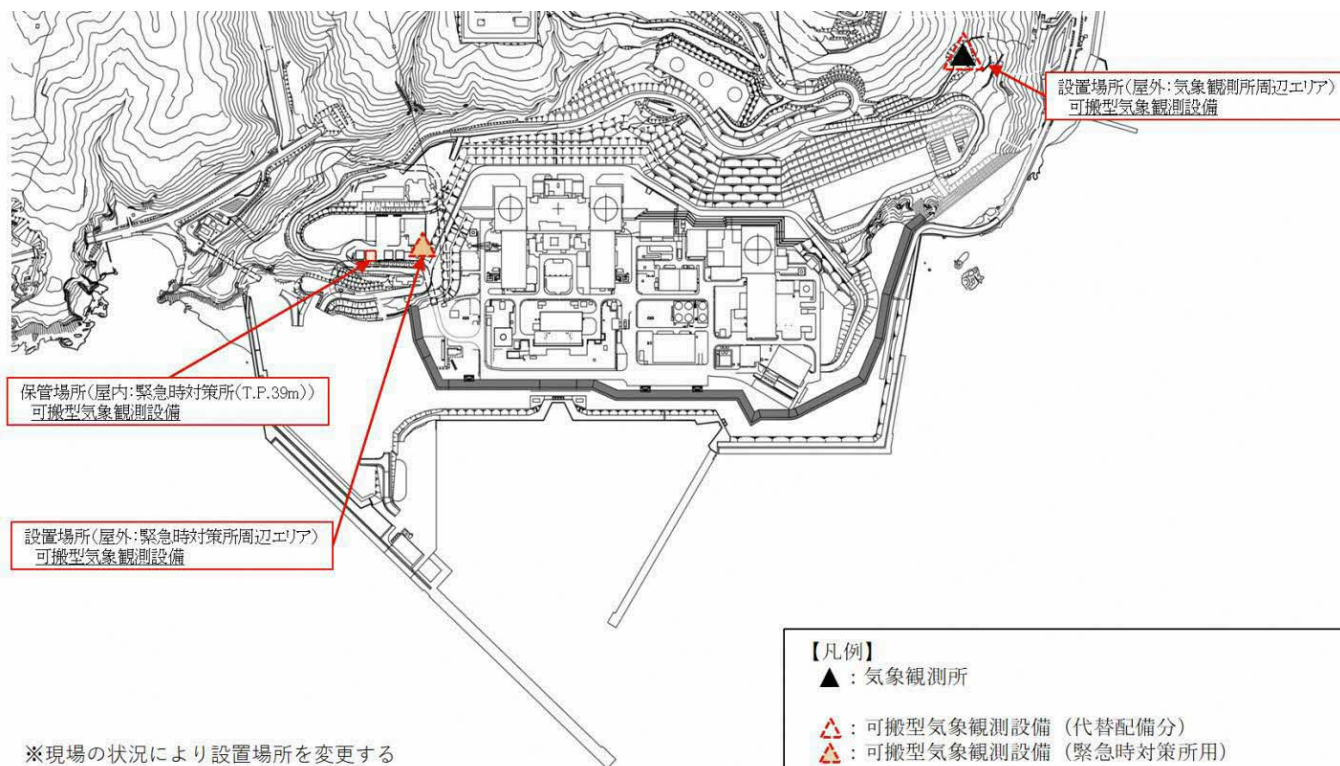 設置場所(屋外:気象観測所周辺エリア)
可搬型気象観測設備
保管場所(屋内:緊急時対策所(T.P.39m))
可搬型気象観測設備
設置場所(屋外:緊急時対策所周辺エリア)
可搬型気象観測設備
※現場の状況により設置場所を変更する
【凡例】
▲:気象観測所
:可搬型気象観測設備(代替配備分)
:可搬型気象観測設備(緊急時対策所用)